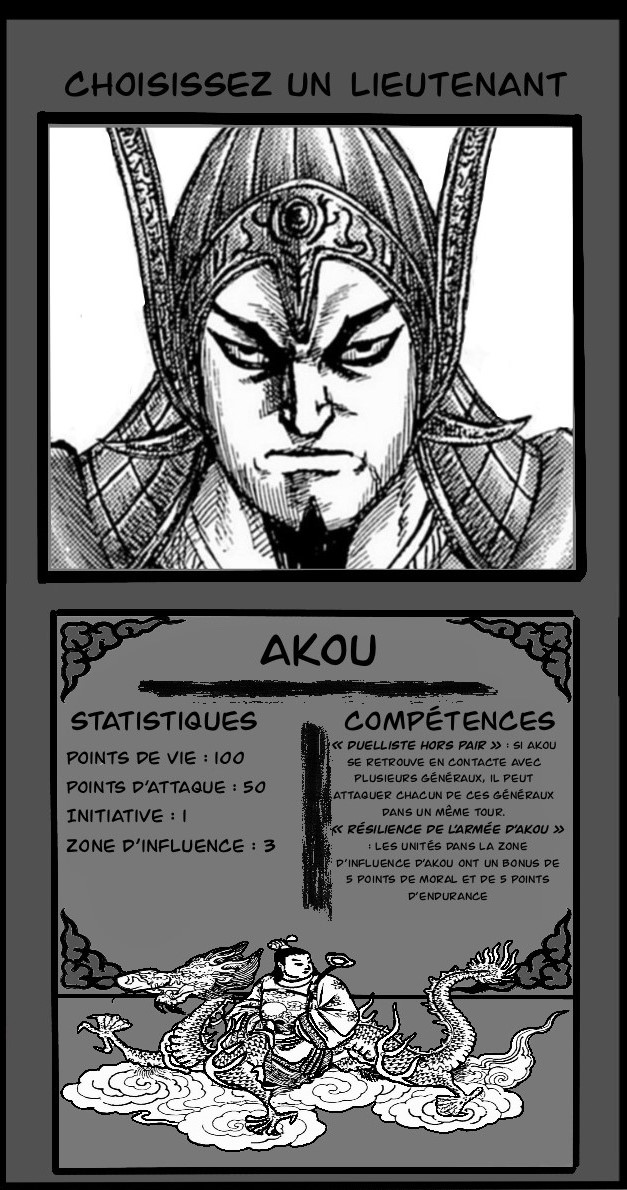 CHOISISSEZ UN LIEUTENANT
AKOU
STATISTIQUES
POINTS DE VIE : 100
POINTS D'ATTAQUE : 50
INITIATIVE : 1
ZONE D'INFLUENCE : 3
COMPÉTENCES
« DUELLISTE HORS PAIR » : SI AKOU
SE RETROUVE EN CONTACTE AVEC
PLUSIEURS GÉNÉRAUX, IL PEUT
ATTAQUER CHACUN DE CES GÉNÉRAUX
DANS UN MÊME TOUR.
« RÉSILIENCE DE L'ARMÉE D'AKOU »
: LES UNITÉS DANS LA ZONE
D'INFLUENCE D'AKOU ONT UN BONUS DE
5 POINTS DE MORAL ET DE 5 POINTS
D'ENDURANCE